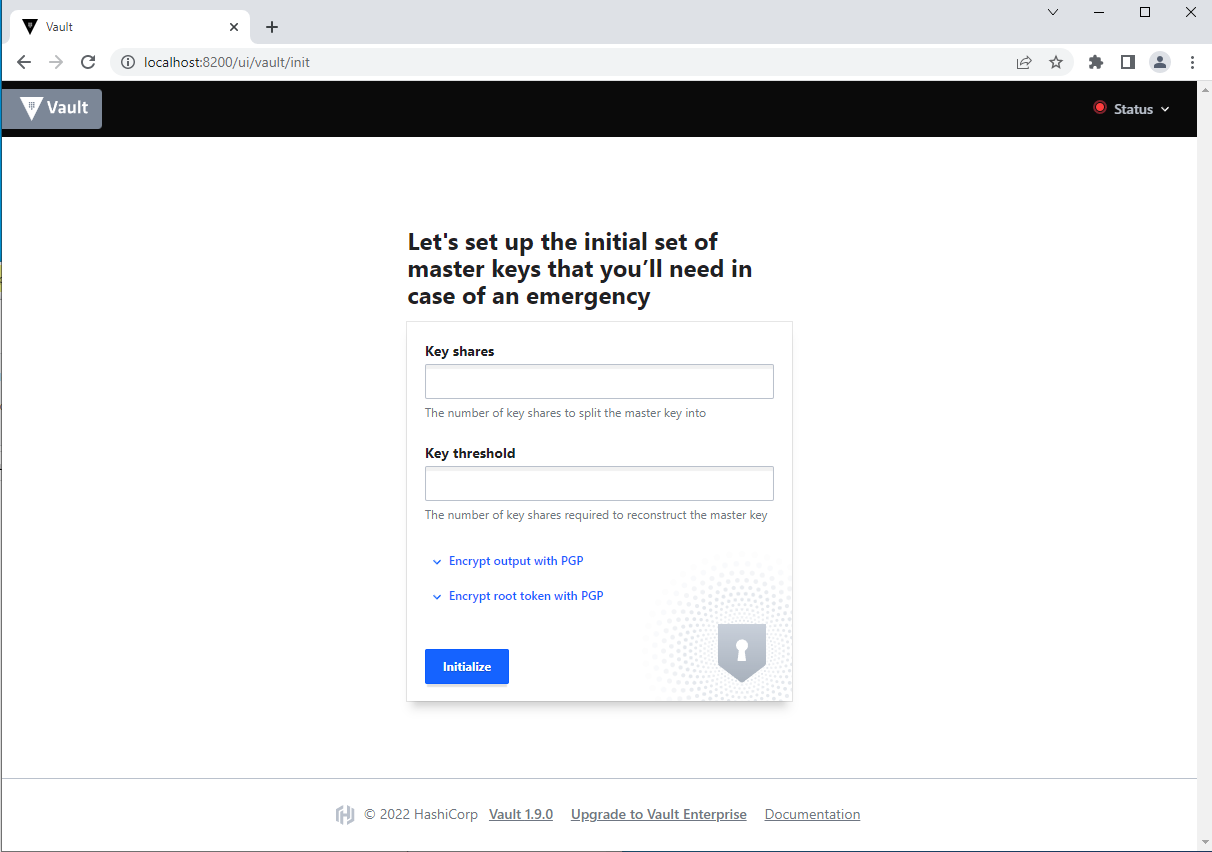 Vault
localhost:8200/ui/vault/init
Vault
Status
Let's set up the initial set of
master keys that you’ll need in
case of an emergency
Key shares
The number of key shares to split the master key into
Key threshold
The number of key shares required to reconstruct the master key
Encrypt output with PGP
Encrypt root token with PGP
Initialize
© 2022 HashiCorp Vault 1.9.0 Upgrade to Vault Enterprise Documentation